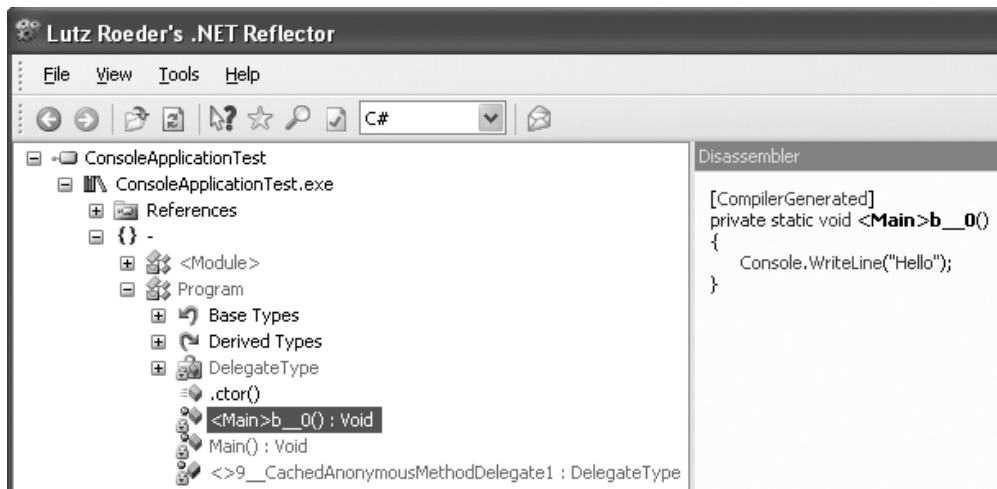 Lutz Roeder's .NET Reflector
File View Tools Help
C#
ConsoleApplicationTest
ConsoleApplicationTest.exe
References
{} -
<Module>
Program
Base Types
Derived Types
DelegateType
.ctor()
<Main>b__0() : Void
Main() : Void
<>9__CachedAnonymousMethodDelegate1 : DelegateType
Disassembler
[CompilerGenerated]
private static void <Main>b__0()
{
Console.WriteLine("Hello");
}